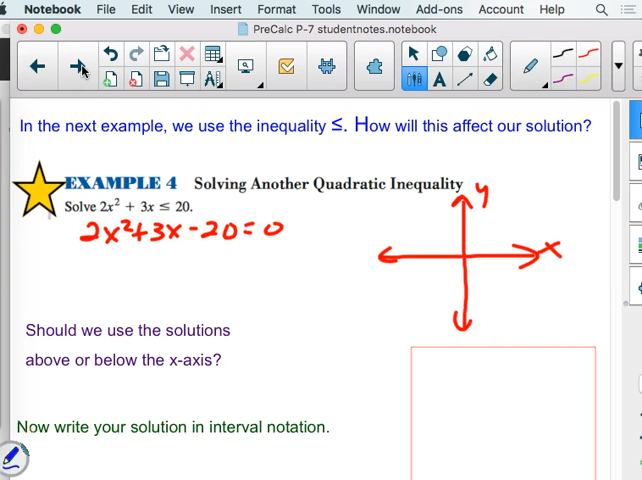 Notebook File Edit View Insert Format Tools Window Add-ons Account Help
PreCalc P-7 studentnotes.notebook
In the next example, we use the inequality ≤. How will this affect our solution?
EXAMPLE 4 Solving Another Quadratic Inequality
Solve 2x² + 3x ≤ 20.
2x²+3x-20=0
y
x
Should we use the solutions
above or below the x-axis?
Now write your solution in interval notation.